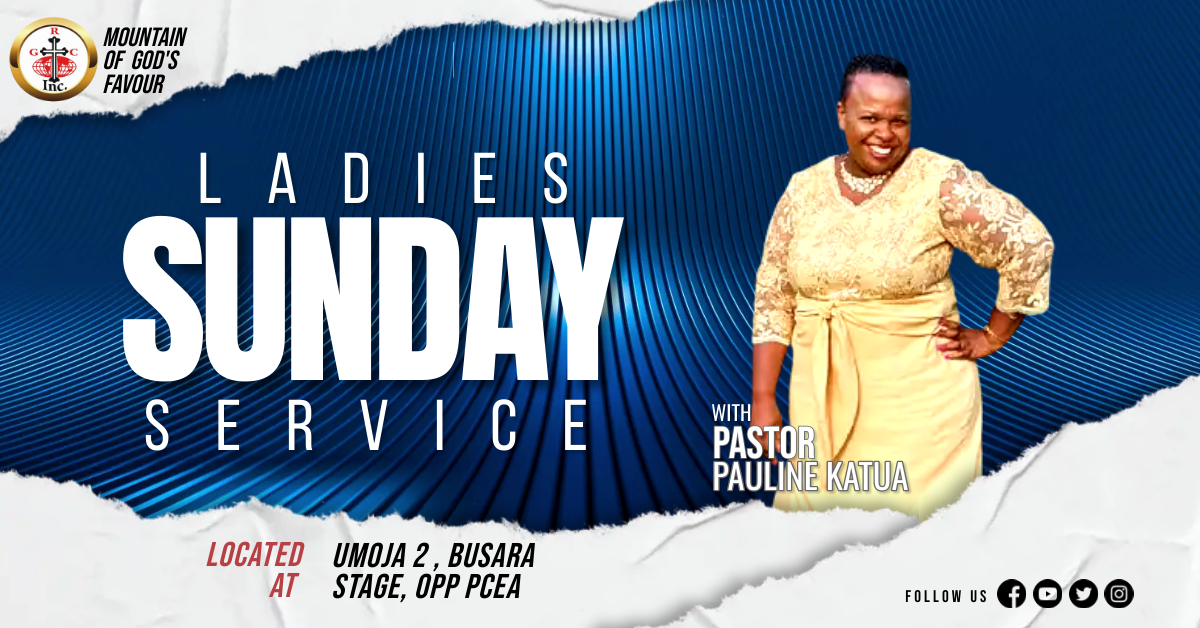 R
G C
Inc.
MOUNTAIN
OF GOD'S
FAVOUR
LADIES
SUNDAY
SERVICE
WITH
PASTOR
PAULINE KATUA
LOCATED
AT
UMOJA 2 , BUSARA
STAGE, OPP PCEA
FOLLOW US